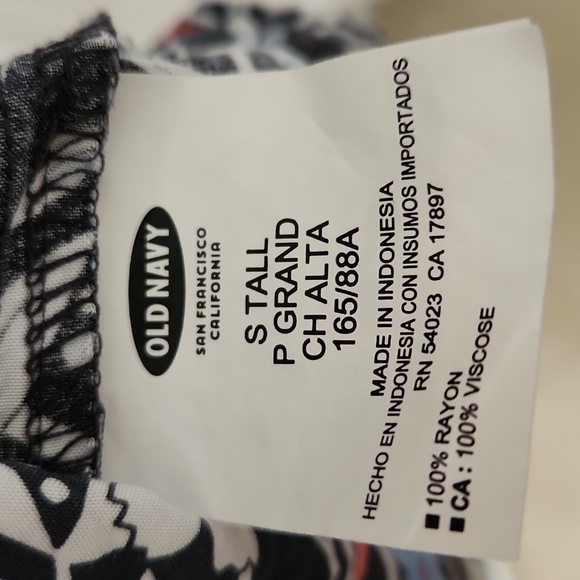 OLD NAVY
SAN FRANCISCO
CALIFORNIA
S TALL
P GRAND
CH ALTA
165/88A
MADE IN INDONESIA
HECHO EN INDONESIA CON INSUMOS IMPORTADOS
RN 54023 CA 17897
■ 100% RAYON
■ CA : 100% VISCOSE